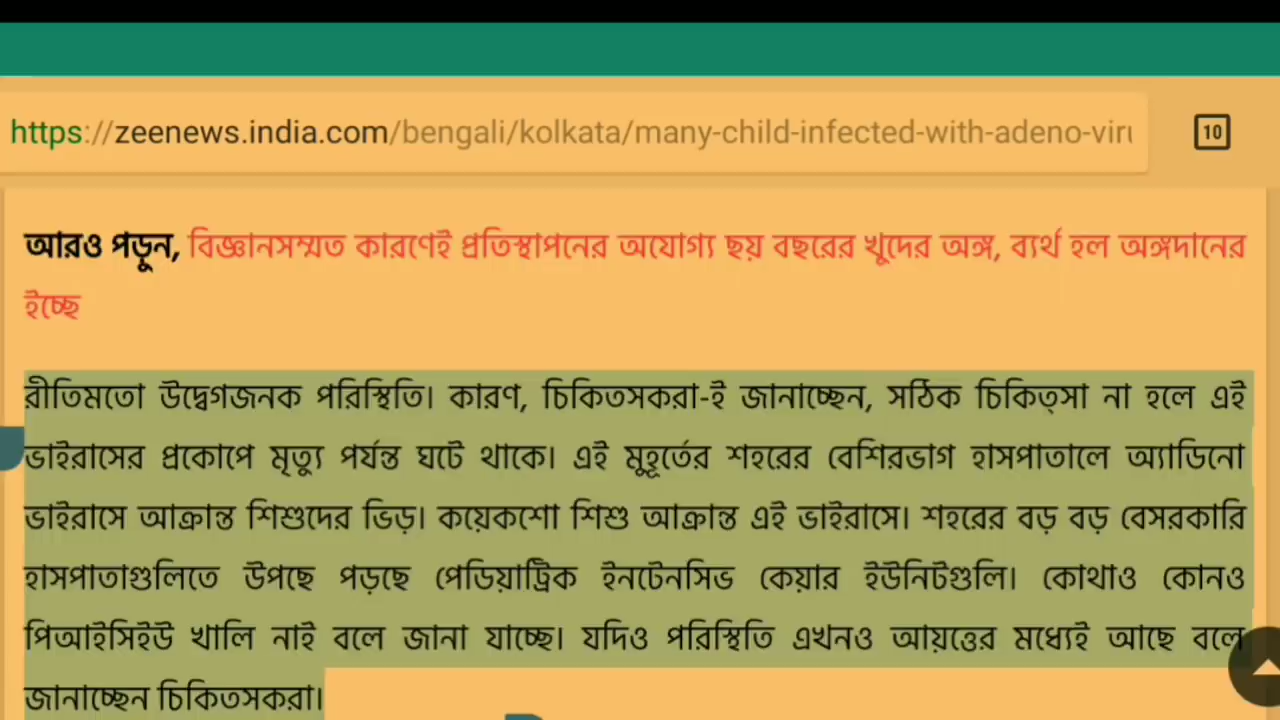 https://zeenews.india.com/bengali/kolkata/many-child-infected-with-adeno-viru
10
আরও পড়ুন, বিজ্ঞানসম্মত কারণেই প্রতিস্থাপনের অযোগ্য ছয় বছরের খুদের অঙ্গ, ব্যর্থ হল অঙ্গদানের
ইচ্ছে
রীতিমতো উদ্বেগজনক পরিস্থিতি। কারণ, চিকিতসকরা-ই জানাচ্ছেন, সঠিক চিকিত্সা না হলে এই
ভাইরাসের প্রকোপে মৃত্যু পর্যন্ত ঘটে থাকে। এই মুহূর্তের শহরের বেশিরভাগ হাসপাতালে অ্যাডিনো
ভাইরাসে আক্রান্ত শিশুদের ভিড়। কয়েকশো শিশু আক্রান্ত এই ভাইরাসে। শহরের বড় বড় বেসরকারি
হাসপাতাগুলিতে উপছে পড়ছে পেডিয়াট্রিক ইনটেনসিভ কেয়ার ইউনিটগুলি। কোথাও কোনও
পিআইসিইউ খালি নাই বলে জানা যাচ্ছে। যদিও পরিস্থিতি এখনও আয়ত্তের মধ্যেই আছে বলে
জানাচ্ছেন চিকিতসকরা।